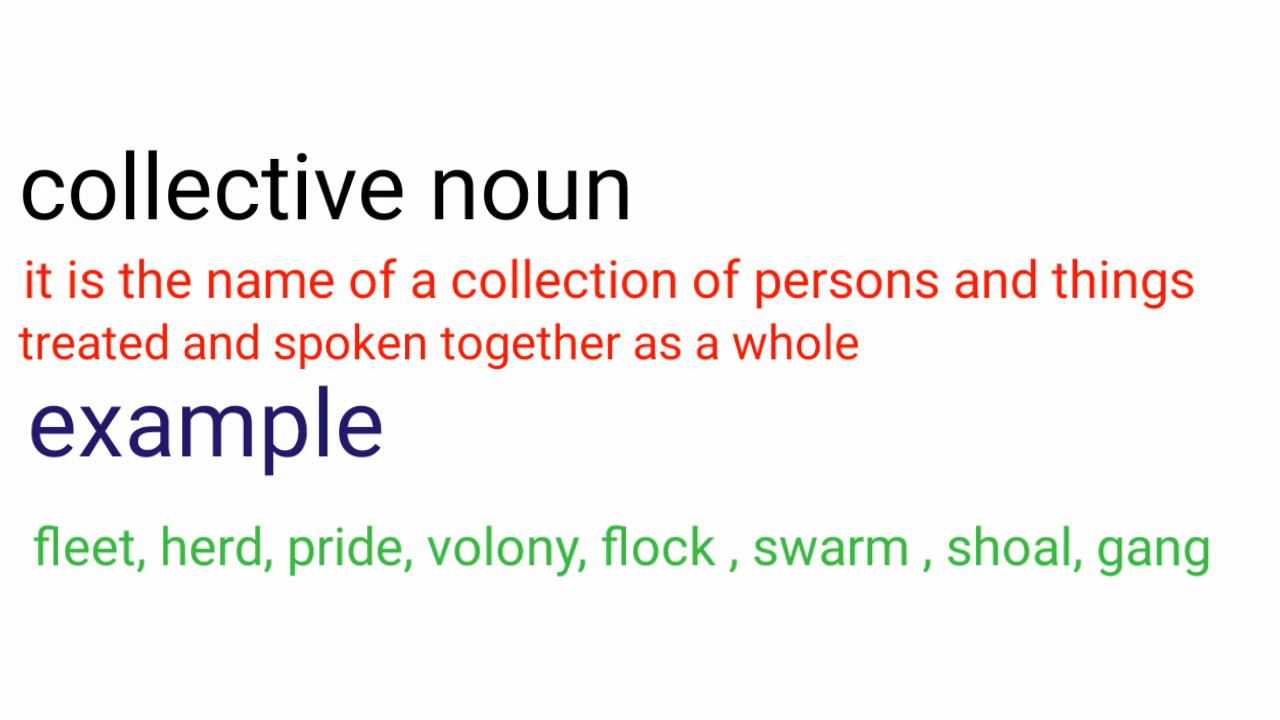 collective noun
it is the name of a collection of persons and things
treated and spoken together as a whole
example
fleet, herd, pride, volony, flock , swarm , shoal, gang